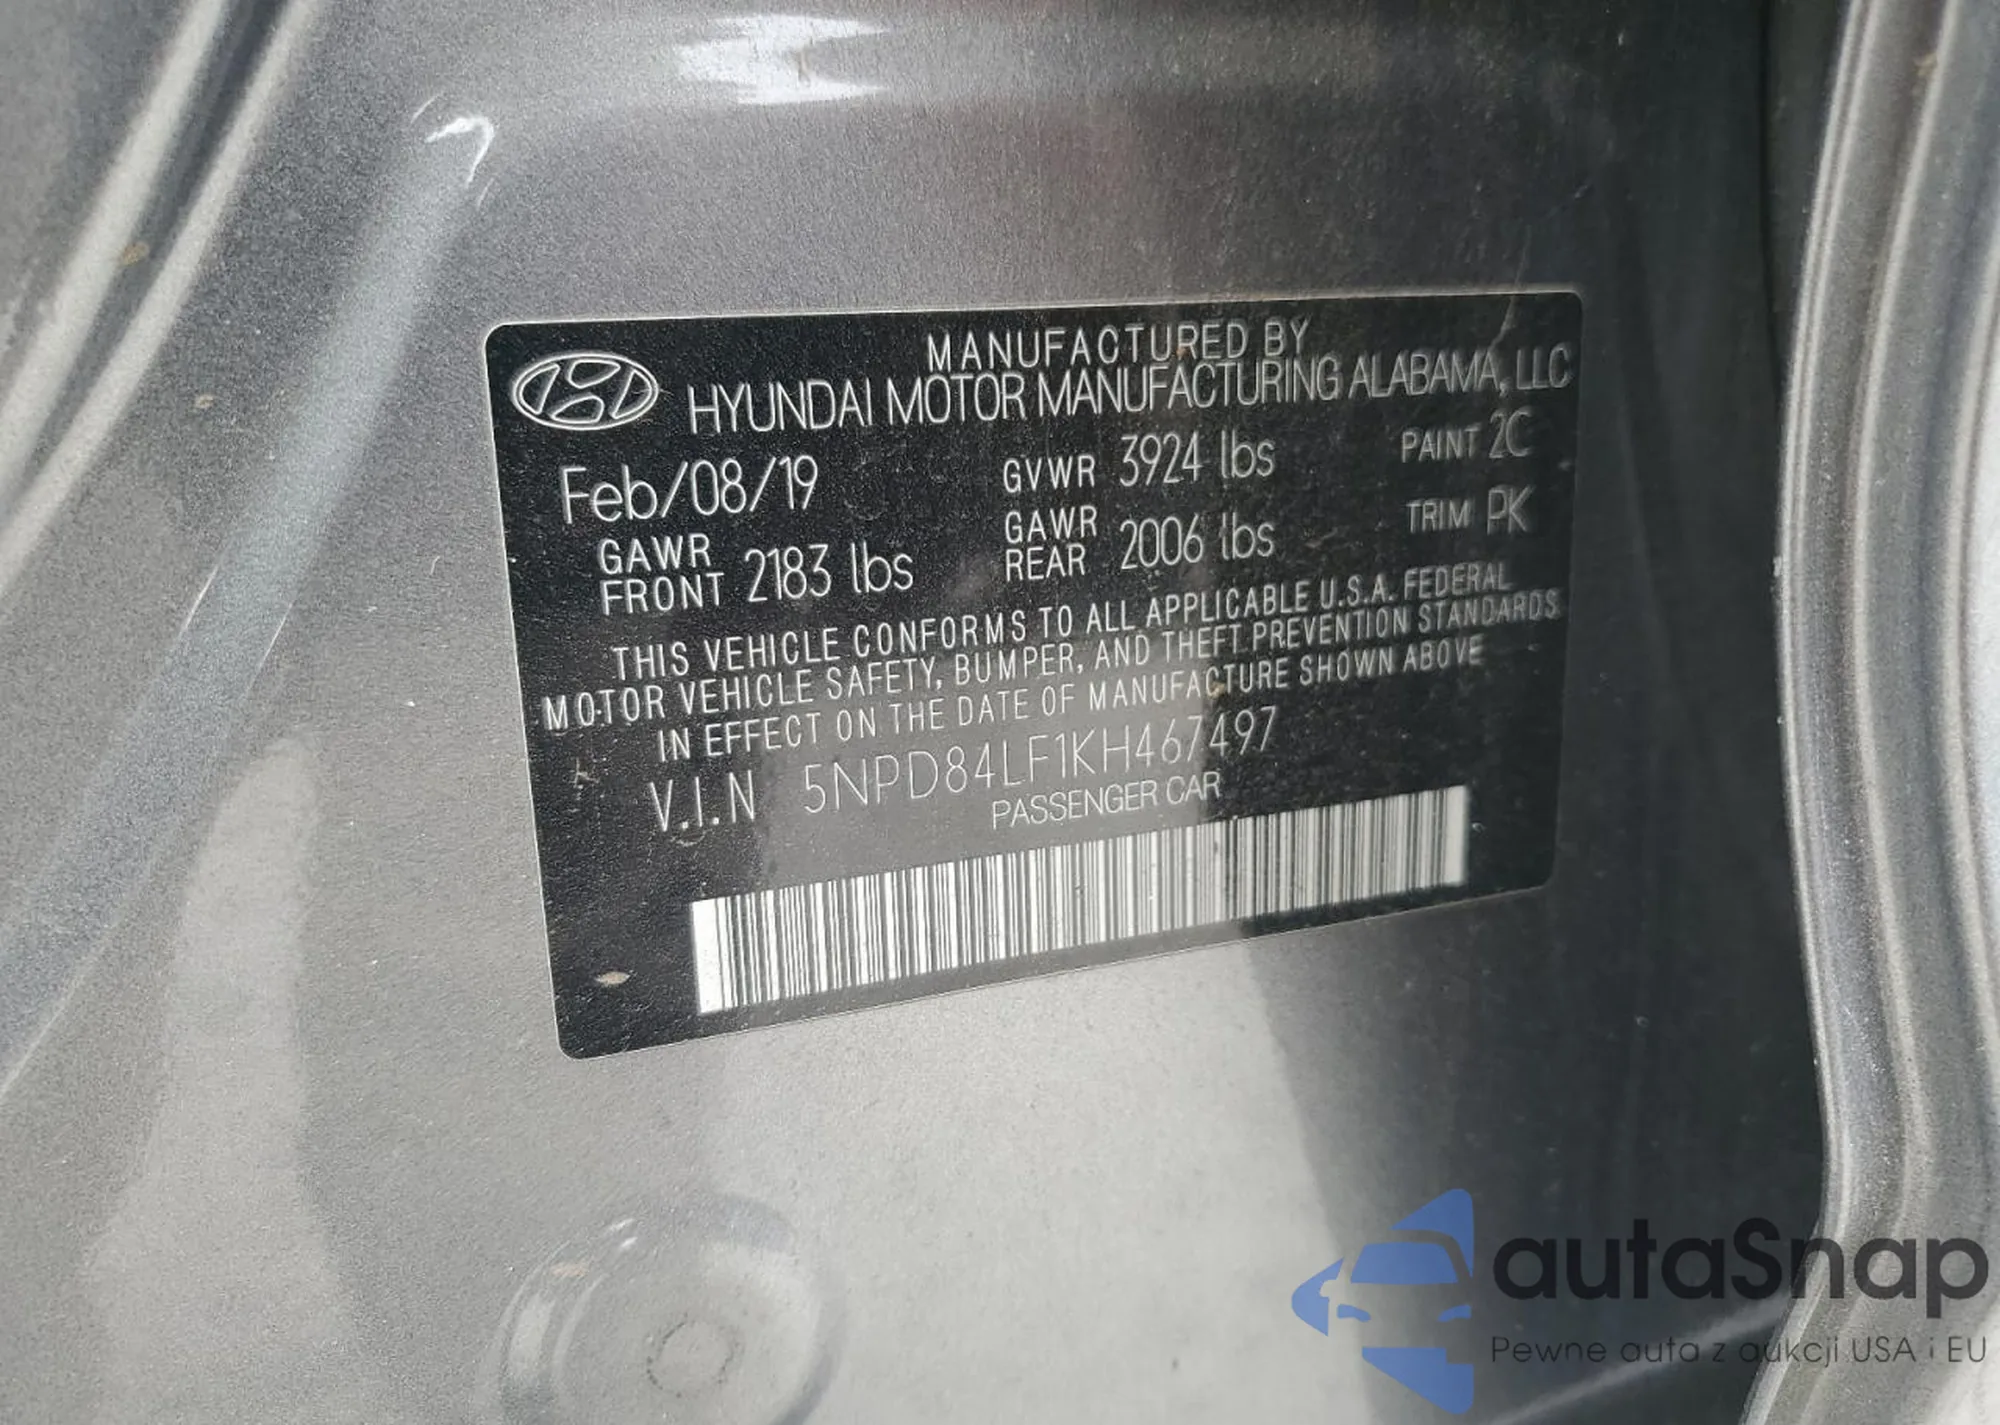 MANUFACTURED BY
HYUNDAI MOTOR MANUFACTURING ALABAMA, LLC
Feb/08/19 GVWR 3924 lbs PAINT 2C
GAWR FRONT 2183 lbs GAWR REAR 2006 lbs TRIM PK
THIS VEHICLE CONFORMS TO ALL APPLICABLE U.S.A. FEDERAL
MOTOR VEHICLE SAFETY, BUMPER, AND THEFT PREVENTION STANDARDS
IN EFFECT ON THE DATE OF MANUFACTURE SHOWN ABOVE
V.I.N 5NPD84LF1KH467497
PASSENGER CAR
autaSnap
Pewne auta z aukcji USA i EU